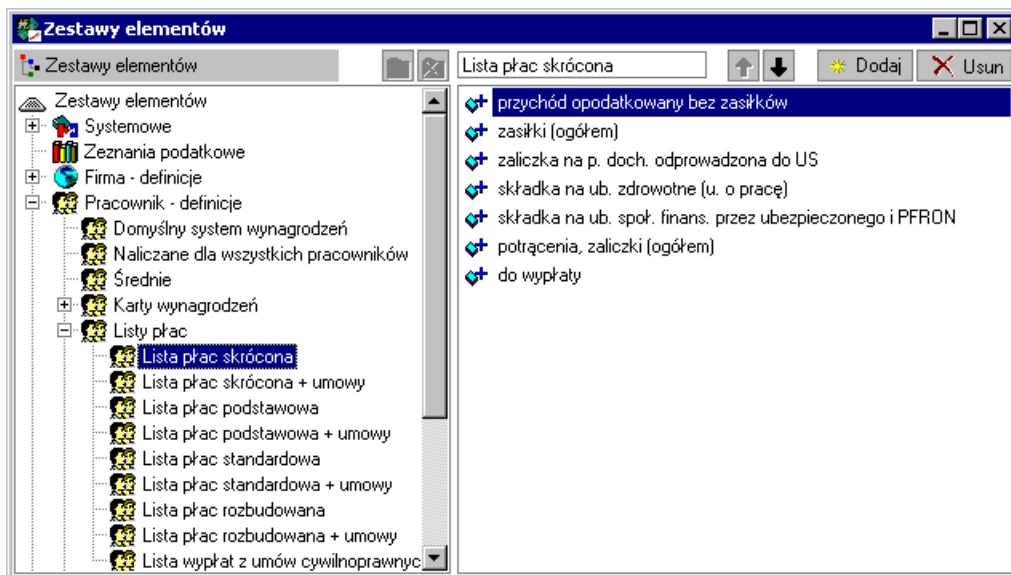 Zestawy elementów
Zestawy elementów
Lista płac skrócona
Dodaj
Usun
Zestawy elementów
Systemowe
Zeznania podatkowe
Firma - definicje
Pracownik - definicje
Domyślny system wynagrodzeń
Naliczane dla wszystkich pracowników
Średnie
Karty wynagrodzeń
Listy płac
Lista płac skrócona
Lista płac skrócona + umowy
Lista płac podstawowa
Lista płac podstawowa + umowy
Lista płac standardowa
Lista płac standardowa + umowy
Lista płac rozbudowana
Lista płac rozbudowana + umowy
Lista wypłat z umów cywilnoprawnyc
przychód opodatkowany bez zasiłków
zasiłki (ogółem)
zaliczka na p. doch. odprowadzona do US
składka na ub. zdrowotne (u. o pracę)
składka na ub. społ. finans. przez ubezpieczonego i PFRON
potrącenia, zaliczki (ogółem)
do wypłaty